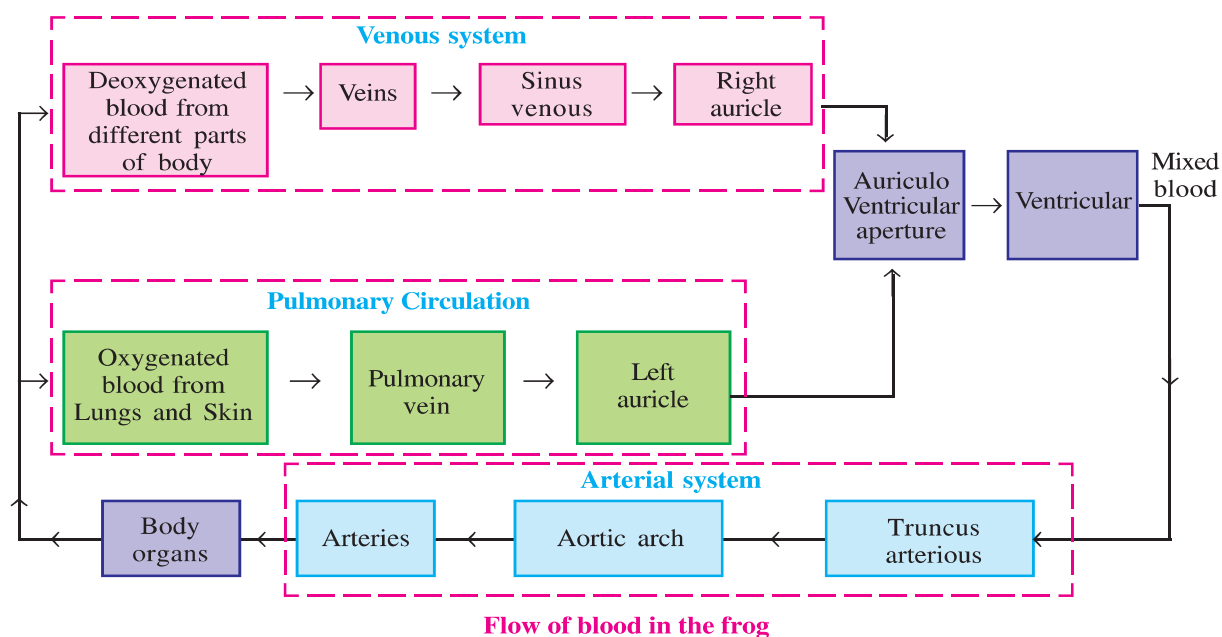 Venous system
Deoxygenated
blood from
different parts
of body
Veins
Sinus
venous
Right
auricle
Auriculo
Ventricular
aperture
Ventricular
Mixed
blood
Pulmonary Circulation
Oxygenated
blood from
Lungs and Skin
Pulmonary
vein
Left
auricle
Arterial system
Body
organs
Arteries
Aortic arch
Truncus
arterious
Flow of blood in the frog